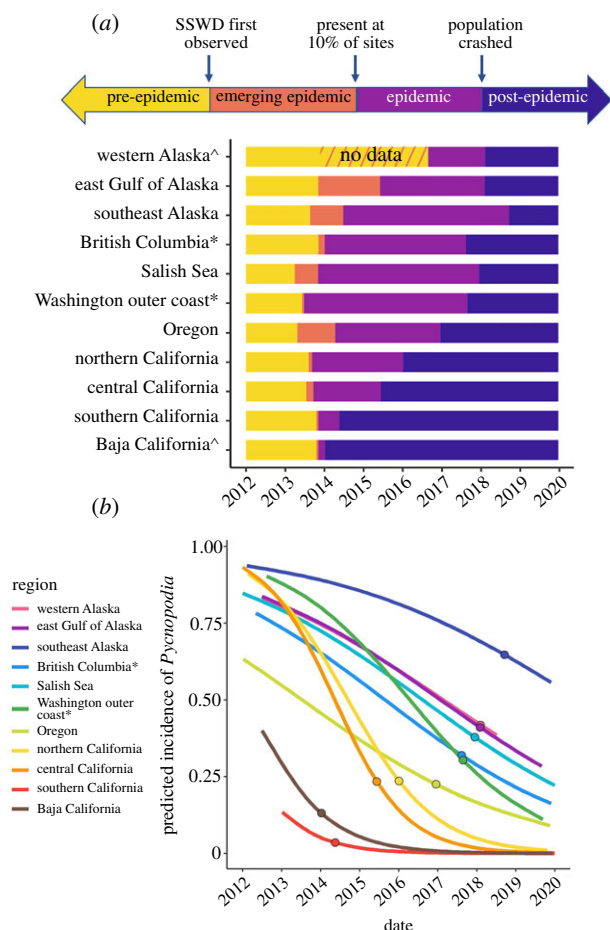 (a)
SSWD first
observed
present at
10% of sites
population
crashed
pre-epidemic
emerging epidemic
epidemic
post-epidemic
western Alaska^
no data
east Gulf of Alaska
southeast Alaska
British Columbia*
Salish Sea
Washington outer coast*
Oregon
northern California
central California
southern California
Baja California^
2012 2013 2014 2015 2016 2017 2018 2019 2020
(b)
region
western Alaska
east Gulf of Alaska
southeast Alaska
British Columbia*
Salish Sea
Washington outer
coast*
Oregon
northern California
central California
southern California
Baja California
predicted incidence of Pycnopodia
1.00
0.75
0.50
0.25
0
2012 2013 2014 2015 2016 2017 2018 2019 2020
date